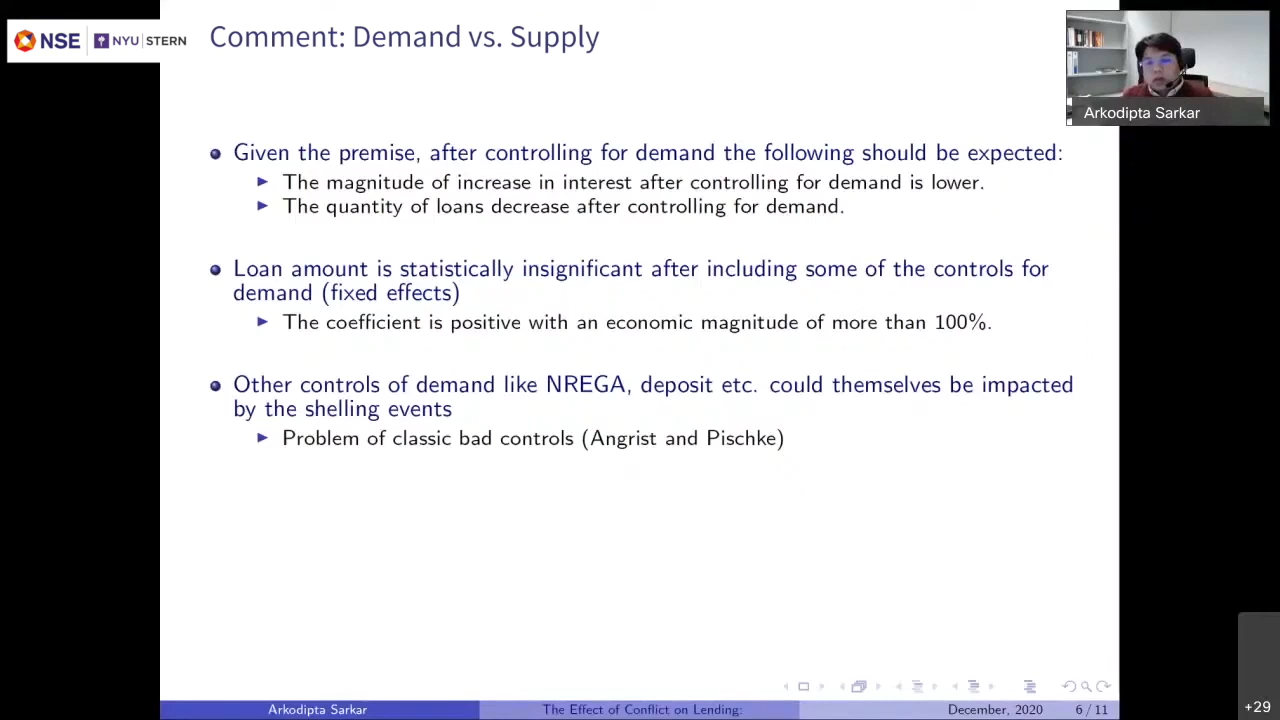 NSE NYU STERN
Comment: Demand vs. Supply
Arkodipta Sarkar
Given the premise, after controlling for demand the following should be expected:
The magnitude of increase in interest after controlling for demand is lower.
The quantity of loans decrease after controlling for demand.
Loan amount is statistically insignificant after including some of the controls for
demand (fixed effects)
The coefficient is positive with an economic magnitude of more than 100%.
Other controls of demand like NREGA, deposit etc. could themselves be impacted
by the shelling events
Problem of classic bad controls (Angrist and Pischke)
Arkodipta Sarkar The Effect of Conflict on Lending: December, 2020 6 / 11
+29